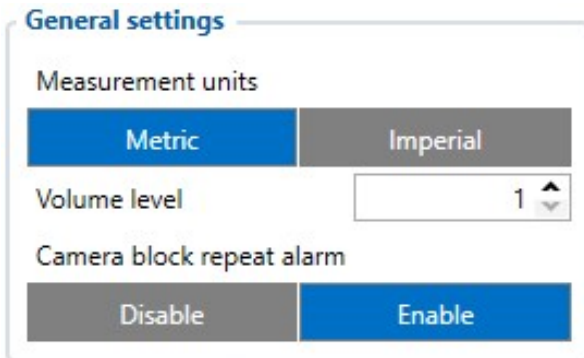 General settings
Measurement units
Metric Imperial
Volume level 1
Camera block repeat alarm
Disable Enable